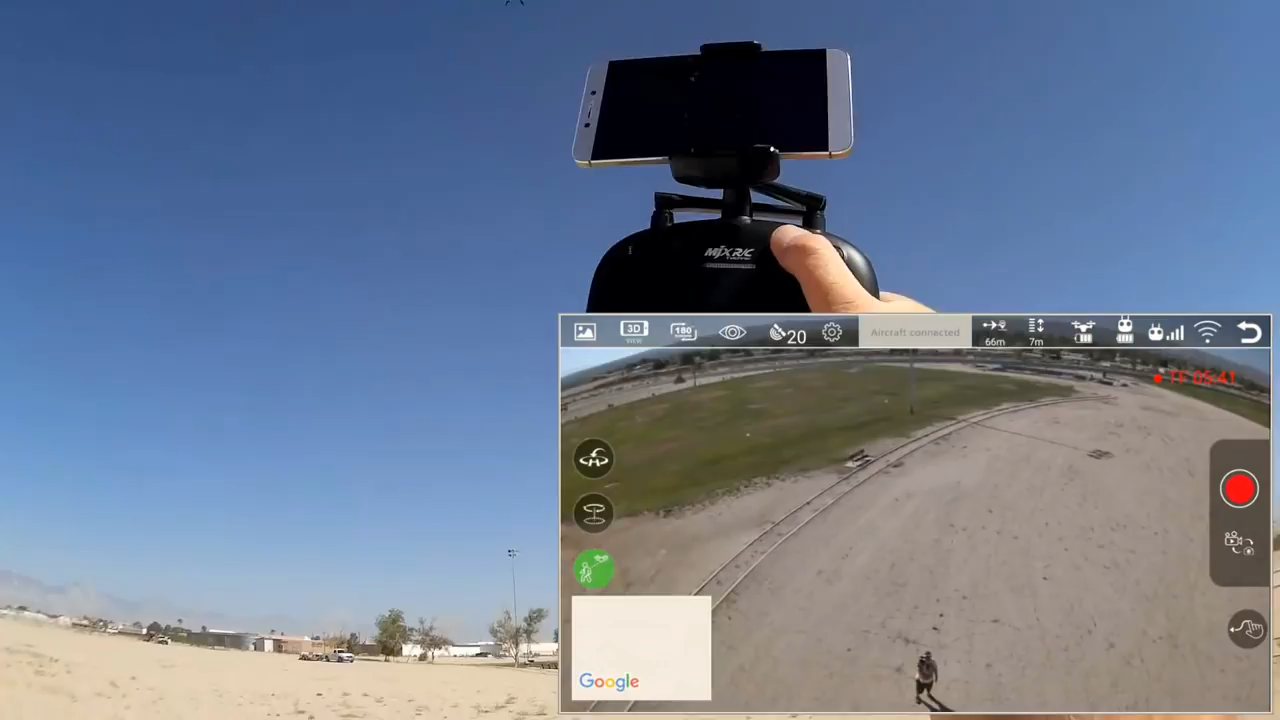 MJX R/C
3D
VIEW
180
20
Aircraft connected
66m
7m
TF 05:41
H
Google